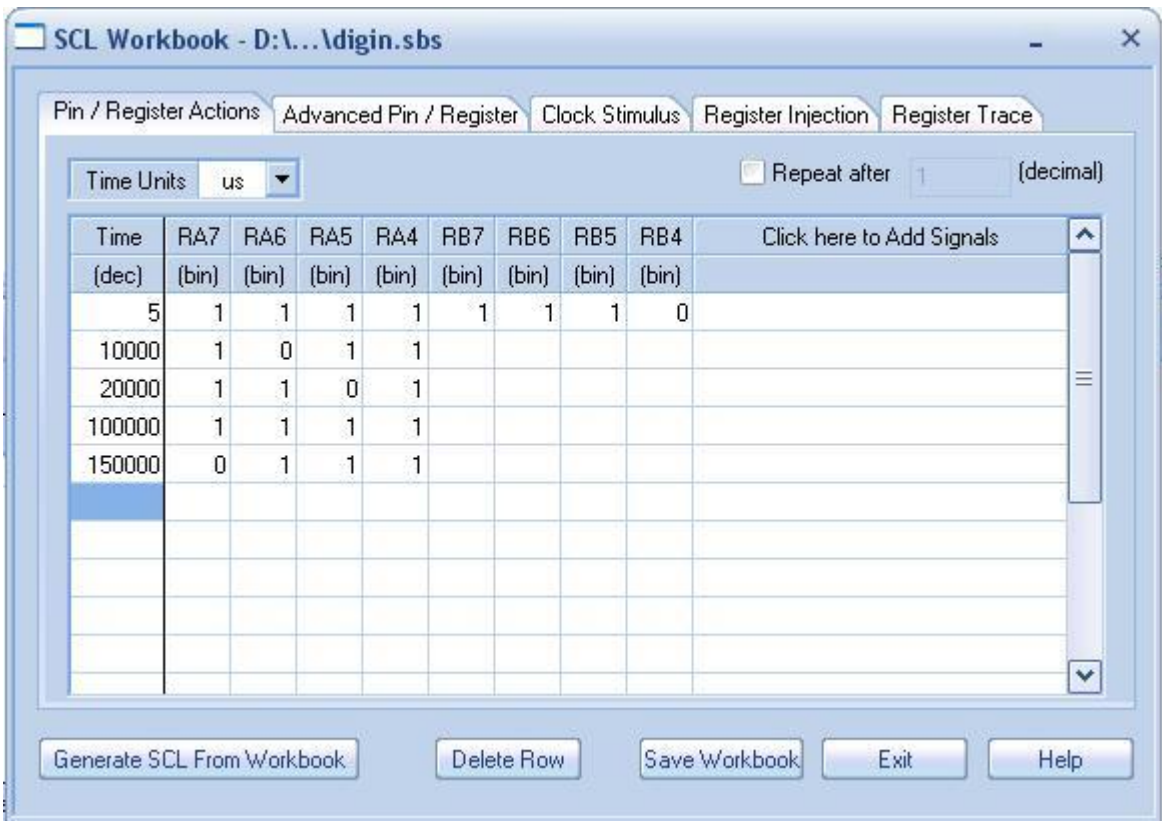 SCL Workbook - D:\...\digin.sbs
Pin / Register Actions Advanced Pin / Register Clock Stimulus Register Injection Register Trace
Time Units us Repeat after 1 (decimal)
Time RA7 RA6 RA5 RA4 RB7 RB6 RB5 RB4 Click here to Add Signals
(dec) (bin) (bin) (bin) (bin) (bin) (bin) (bin) (bin)
5 1 1 1 1 1 1 1 0
10000 1 0 1 1
20000 1 1 0 1
100000 1 1 1 1
150000 0 1 1 1
Generate SCL From Workbook Delete Row Save Workbook Exit Help